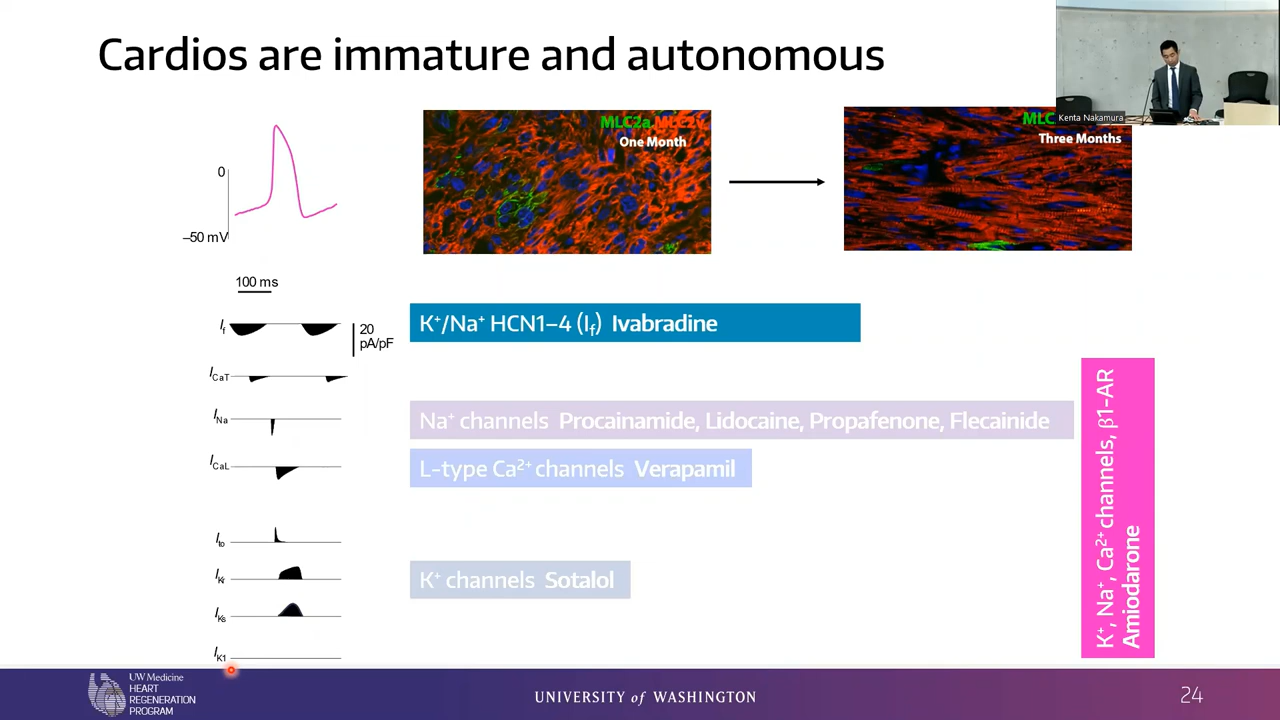 Cardios are immature and autonomous
Kenta Nakamura
MLC2a MLC2v
One Month
MLC
Three Months
0
–50 mV
100 ms
If
20
pA/pF
ICaT
INa
ICaL
Ito
IKr
IKs
IK1
K⁺/Na⁺ HCN1–4 (If) Ivabradine
Na⁺ channels Procainamide, Lidocaine, Propafenone, Flecainide
L-type Ca²⁺ channels Verapamil
K⁺ channels Sotalol
K⁺, Na⁺, Ca²⁺ channels, β1-AR
Amiodarone
UW Medicine
HEART
REGENERATION
PROGRAM
UNIVERSITY of WASHINGTON
24